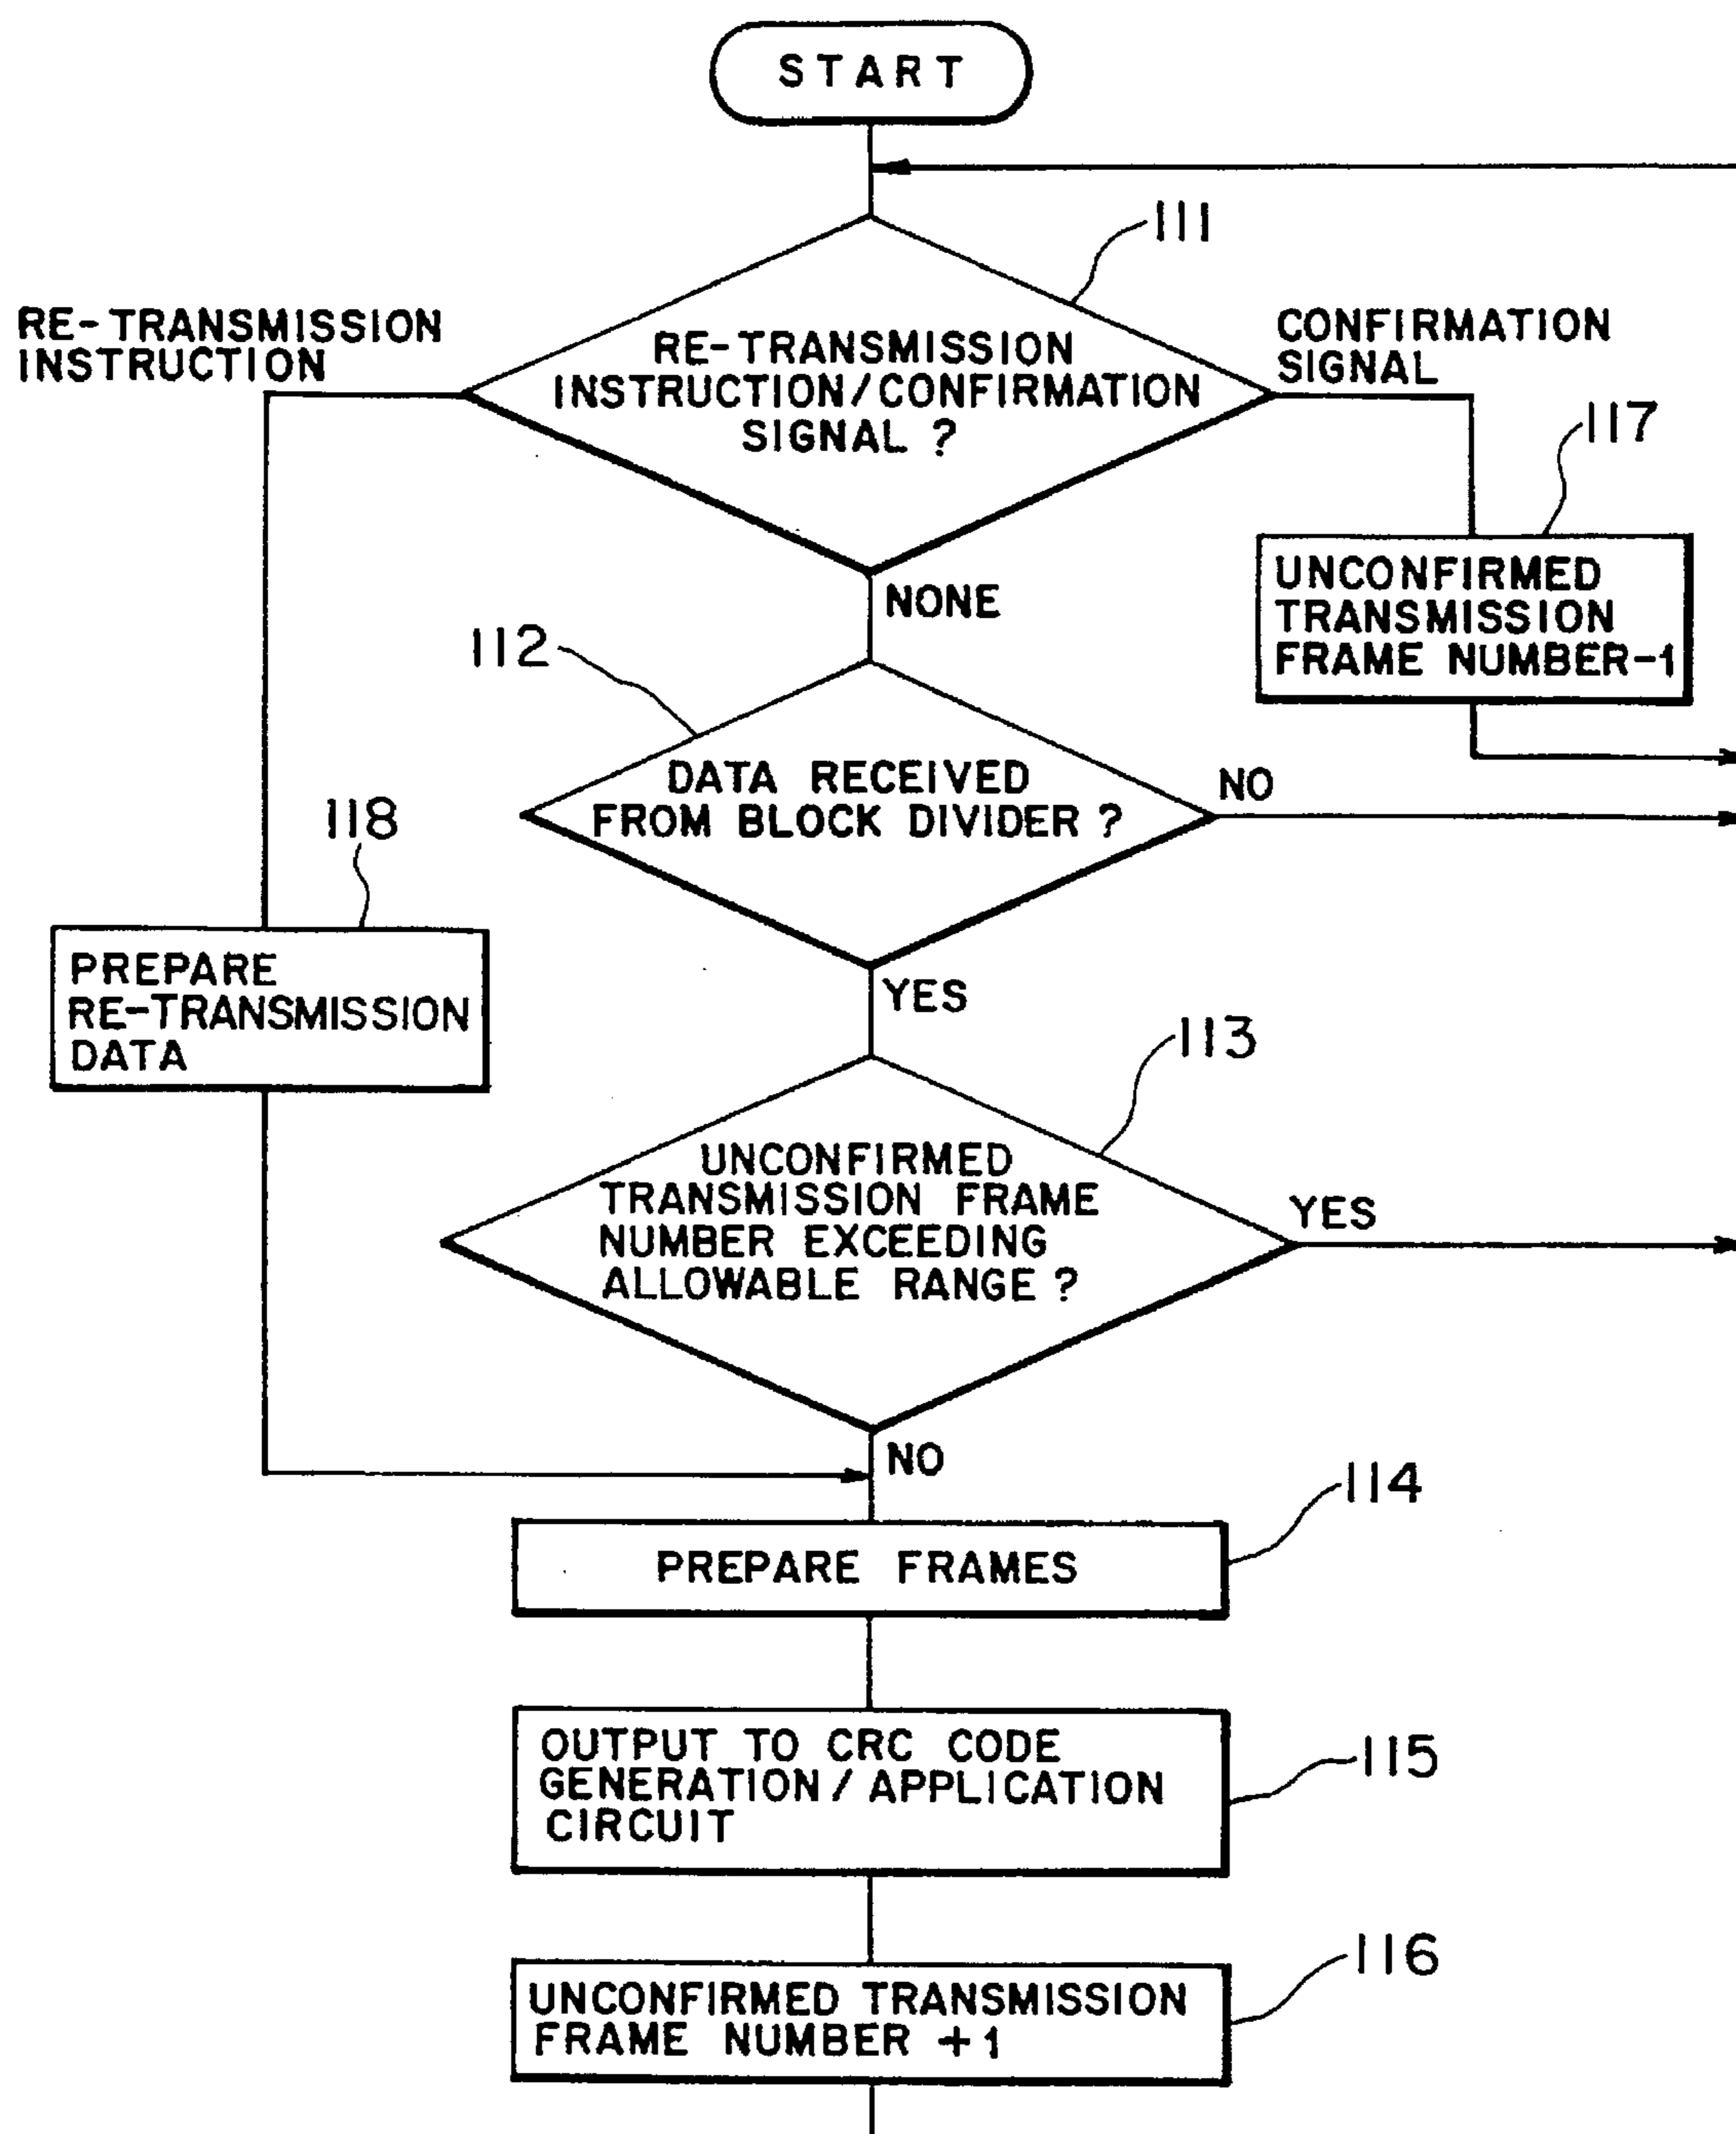 START
111
RE-TRANSMISSION
INSTRUCTION
RE-TRANSMISSION
INSTRUCTION/CONFIRMATION
SIGNAL ?
CONFIRMATION
SIGNAL
117
UNCONFIRMED
TRANSMISSION
FRAME NUMBER-1
NONE
112
DATA RECEIVED
FROM BLOCK DIVIDER ?
NO
118
PREPARE
RE-TRANSMISSION
DATA
YES
113
UNCONFIRMED
TRANSMISSION FRAME
NUMBER EXCEEDING
ALLOWABLE RANGE ?
YES
NO
114
PREPARE FRAMES
OUTPUT TO CRC CODE
GENERATION/APPLICATION
CIRCUIT
115
UNCONFIRMED TRANSMISSION
FRAME NUMBER +1
116